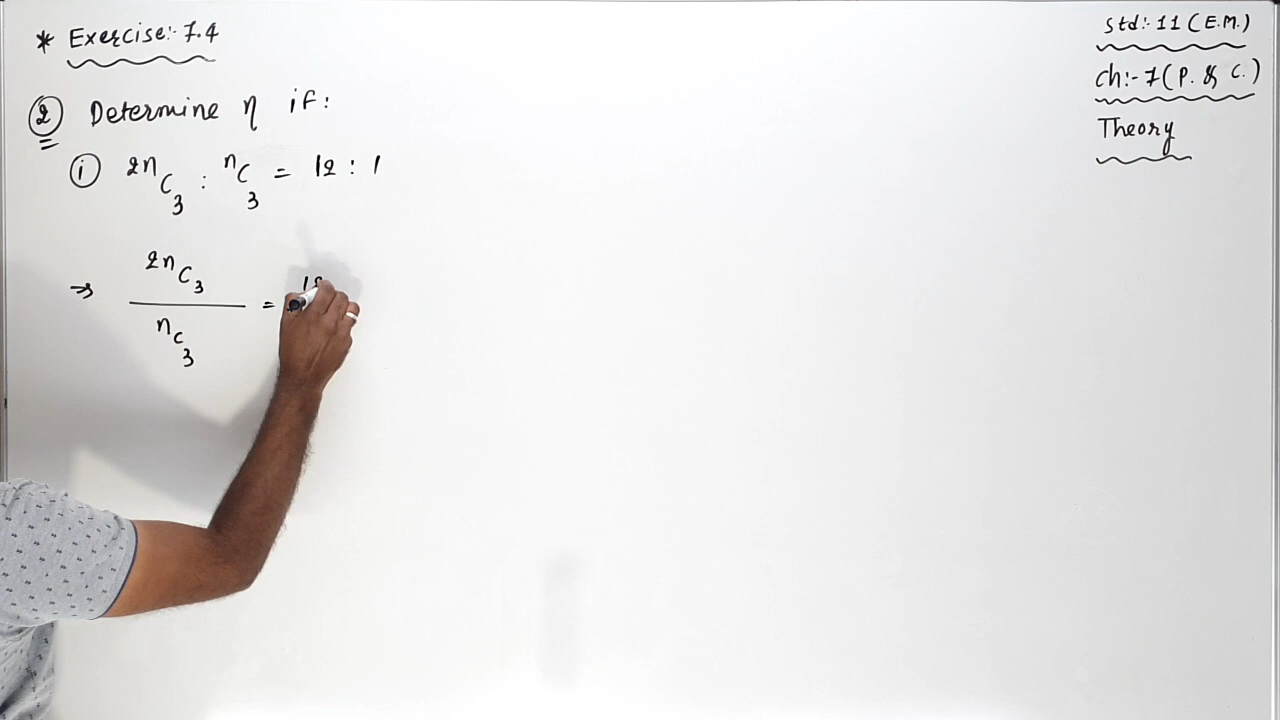 * Exercise:- 7.4
② Determine n if:
ⓘ 2nC3 : nC3 = 12 : 1
⇒ 2nC3
=
nC3
Std:- 11 (E.M.)
Ch:- 7 (P. & C.)
Theory